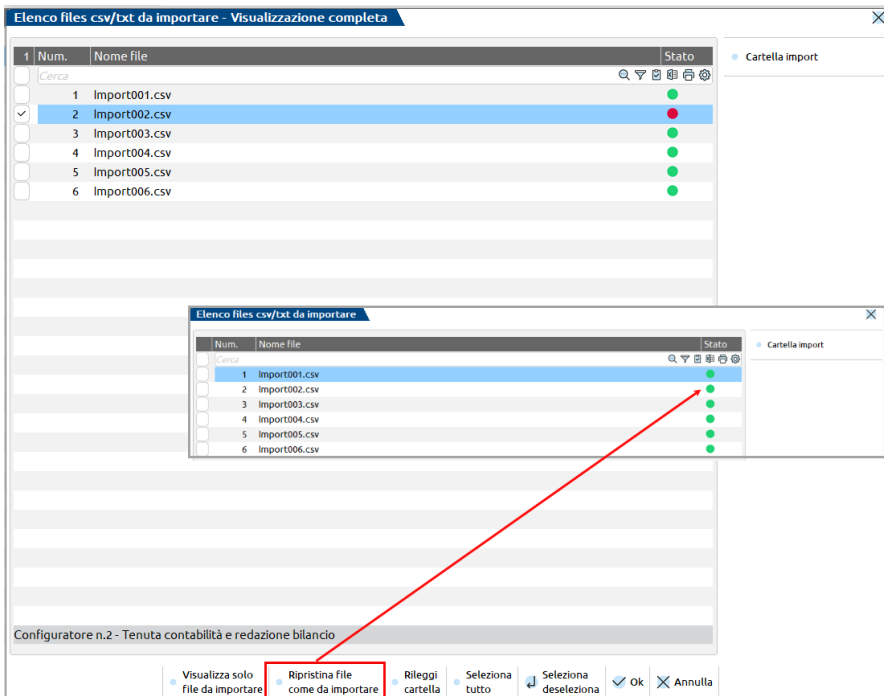 Elenco files csv/txt da importare - Visualizzazione completa
1 Num. Nome file Stato
Cartella import
Cerca
1 Import001.csv
2 Import002.csv
3 Import003.csv
4 Import004.csv
5 Import005.csv
6 Import006.csv
Elenco files csv/txt da importare
Num. Nome file Stato
Cartella import
Cerca
1 Import001.csv
2 Import002.csv
3 Import003.csv
4 Import004.csv
5 Import005.csv
6 Import006.csv
Configuratore n.2 - Tenuta contabilità e redazione bilancio
Visualizza solo
file da importare
Ripristina file
come da importare
Rileggi
cartella
Seleziona
tutto
Seleziona
deseleziona
Ok
Annulla